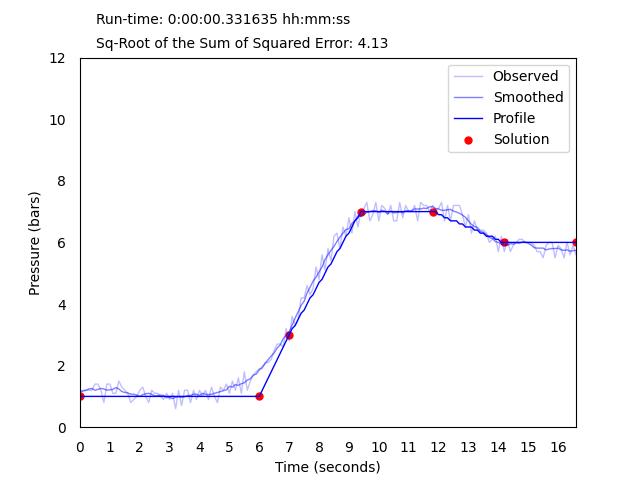 Run-time: 0:00:00.331635 hh:mm:ss
Sq-Root of the Sum of Squared Error: 4.13
Observed
Smoothed
Profile
Solution
12
10
8
6
4
2
0
Pressure (bars)
0 1 2 3 4 5 6 7 8 9 10 11 12 13 14 15 16
Time (seconds)